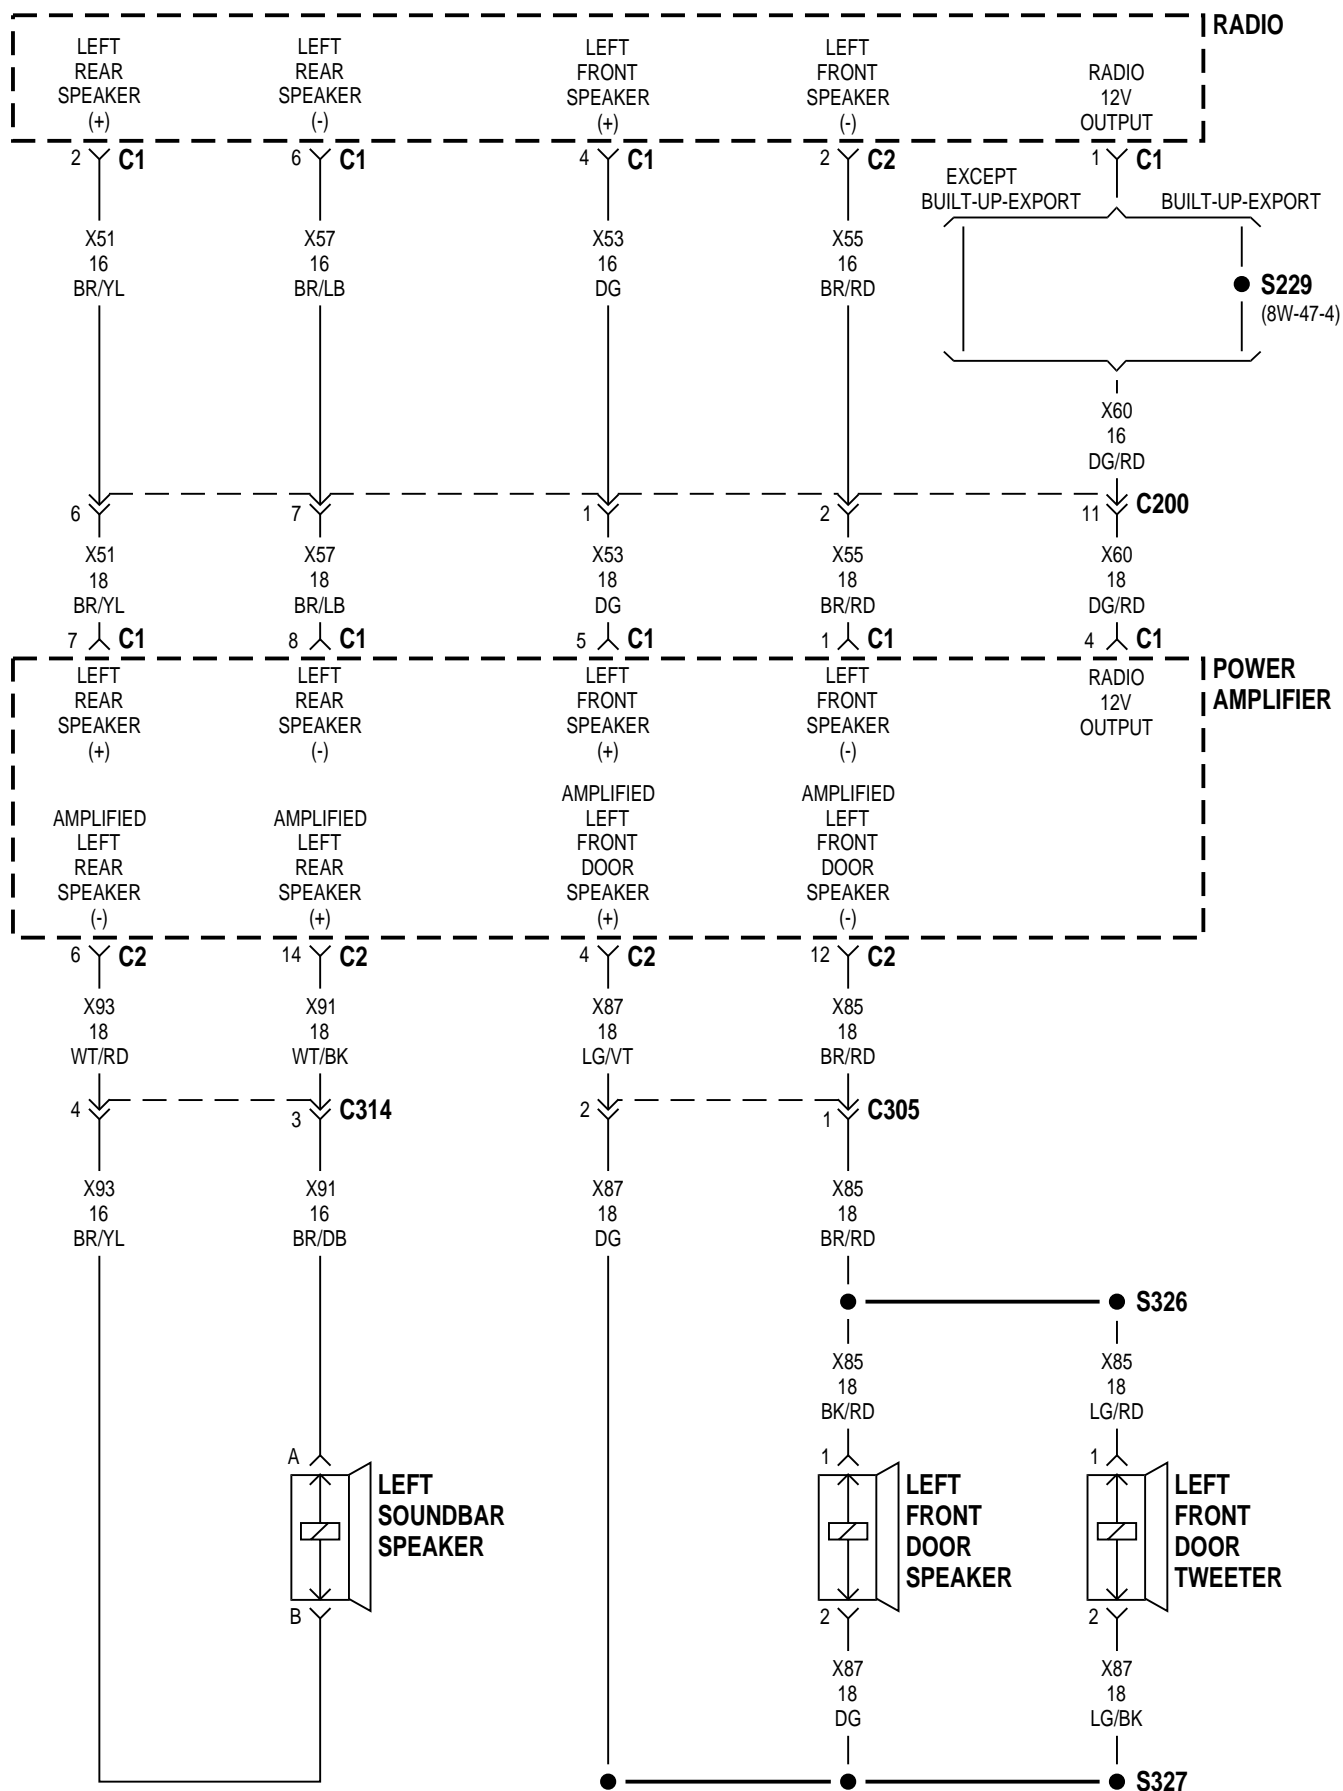 RADIO
LEFT
REAR
SPEAKER
(+)
LEFT
REAR
SPEAKER
(-)
LEFT
FRONT
SPEAKER
(+)
LEFT
FRONT
SPEAKER
(-)
RADIO
12V
OUTPUT
2 C1
6 C1
4 C1
2 C2
1 C1
EXCEPT
BUILT-UP-EXPORT
BUILT-UP-EXPORT
X51
16
BR/YL
X57
16
BR/LB
X53
16
DG
X55
16
BR/RD
S229
(8W-47-4)
X60
16
DG/RD
6
7
1
2
11 C200
X51
18
BR/YL
X57
18
BR/LB
X53
18
DG
X55
18
BR/RD
X60
18
DG/RD
7 C1
8 C1
5 C1
1 C1
4 C1
POWER
AMPLIFIER
LEFT
REAR
SPEAKER
(+)
LEFT
REAR
SPEAKER
(-)
LEFT
FRONT
SPEAKER
(+)
LEFT
FRONT
SPEAKER
(-)
RADIO
12V
OUTPUT
AMPLIFIED
LEFT
REAR
SPEAKER
(-)
AMPLIFIED
LEFT
REAR
SPEAKER
(+)
AMPLIFIED
LEFT
FRONT
DOOR
SPEAKER
(+)
AMPLIFIED
LEFT
FRONT
DOOR
SPEAKER
(-)
6 C2
14 C2
4 C2
12 C2
X93
18
WT/RD
X91
18
WT/BK
X87
18
LG/VT
X85
18
BR/RD
4
3 C314
2
1 C305
X93
16
BR/YL
X91
16
BR/DB
X87
18
DG
X85
18
BR/RD
S326
X85
18
BK/RD
X85
18
LG/RD
A
B
LEFT
SOUNDBAR
SPEAKER
1
2
LEFT
FRONT
DOOR
SPEAKER
1
2
LEFT
FRONT
DOOR
TWEETER
X87
18
DG
X87
18
LG/BK
S327